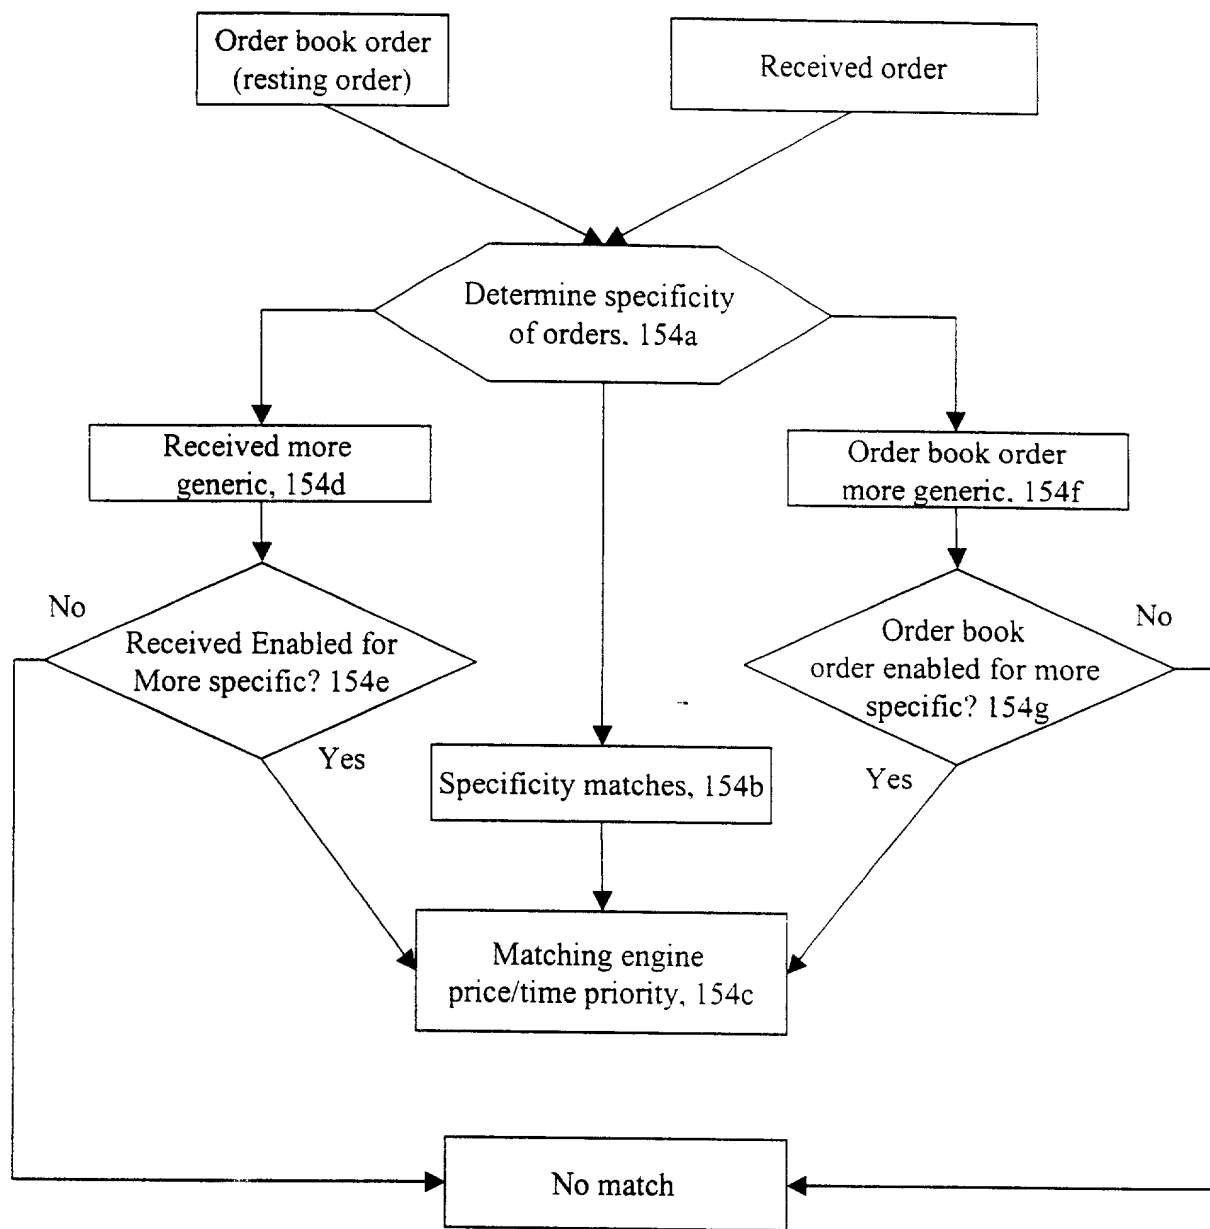 Order book order
(resting order)
Received order
Determine specificity
of orders. 154a
Received more
generic, 154d
Order book order
more generic. 154f
No
Received Enabled for
More specific? 154e
Yes
Order book
order enabled for more
specific? 154g
No
Yes
Specificity matches, 154b
Matching engine
price/time priority, 154c
No match